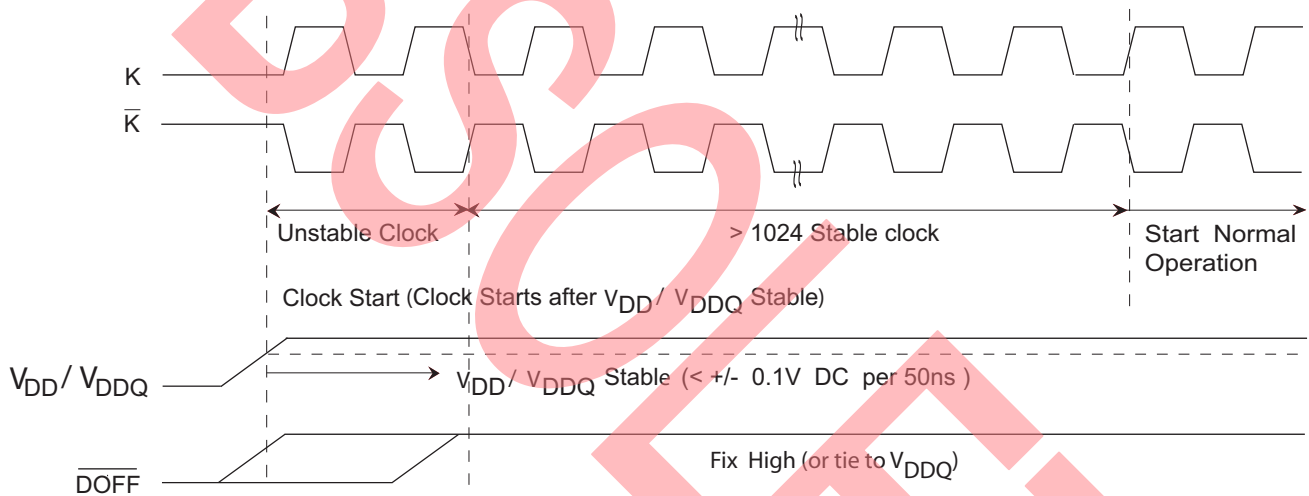 K
K̅
Unstable Clock
> 1024 Stable clock
Start Normal
Operation
Clock Start (Clock Starts after VDD / VDDQ Stable)
VDD / VDDQ
VDD / VDDQ Stable (< +/- 0.1V DC per 50ns )
D̅O̅F̅F̅
Fix High (or tie to VDDQ)